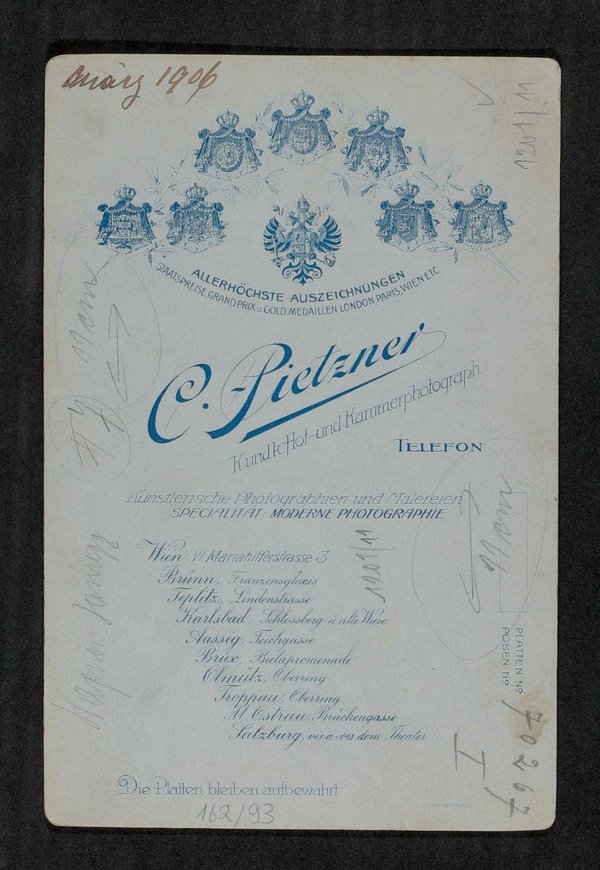 März 1906
ALLERHÖCHSTE AUSZEICHNUNGEN
STAATSPREISE, GRAND PRIX u. GOLD. MEDAILLEN LONDON, PARIS, WIEN ETC
C. Pietzner
K. und k. Hof- und Kammerphotograph
TELEFON
Künstlerische Photographien und Malereien
SPECIALITÄT MODERNE PHOTOGRAPHIE
Wien, VI. Mariahilferstrasse 3
Brünn, Franzensglacis
Teplitz, Lindenstrasse
Karlsbad, Schlossberg u. alte Wiese
Aussig, Teichgasse
Brüx, Bielapromenade
Olmütz, Oberring
Troppau, Oberring
M. Ostrau, Brückengasse
Salzburg, vis à vis dem Theater
PLATTEN No
POSEN No
70267
I
1201/11
Die Platten bleiben aufbewahrt
162/93